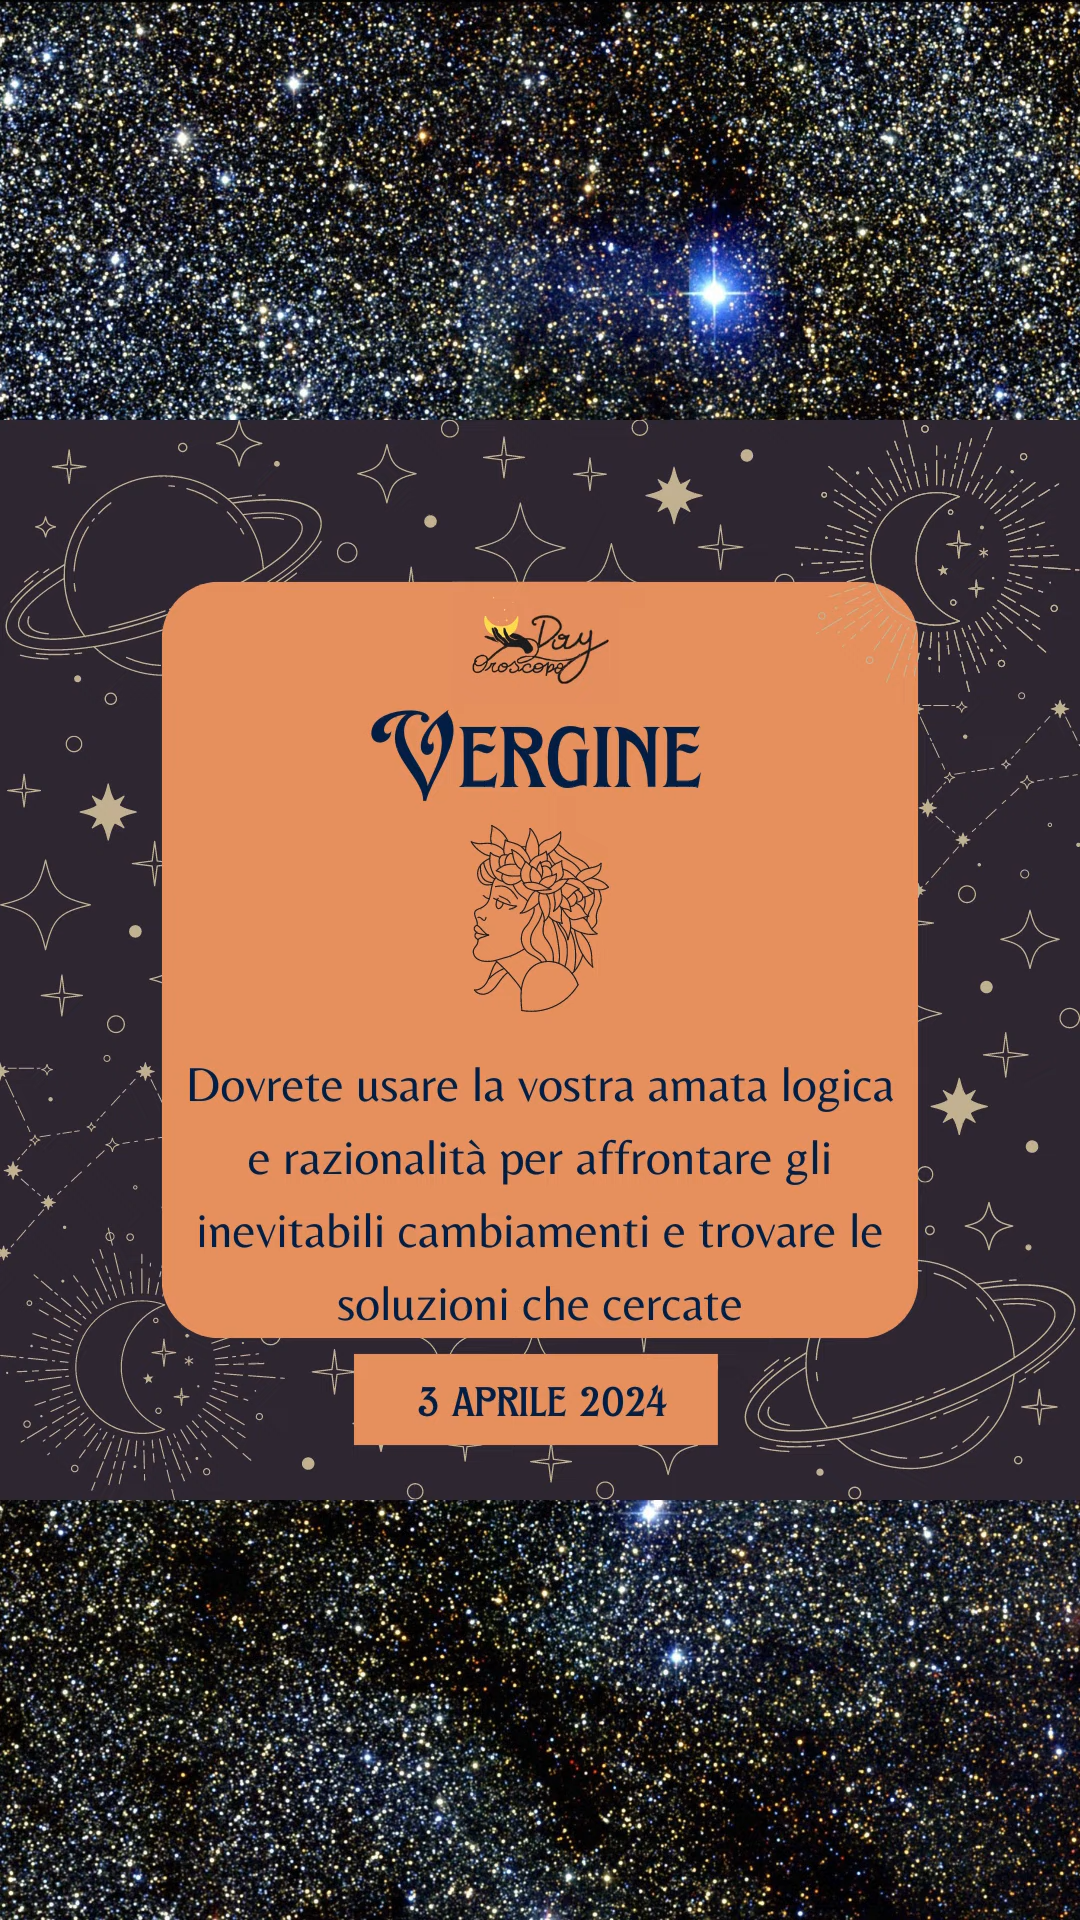 Day
Oroscopo
VERGINE
Dovrete usare la vostra amata logica
e razionalità per affrontare gli
inevitabili cambiamenti e trovare le
soluzioni che cercate
3 APRILE 2024